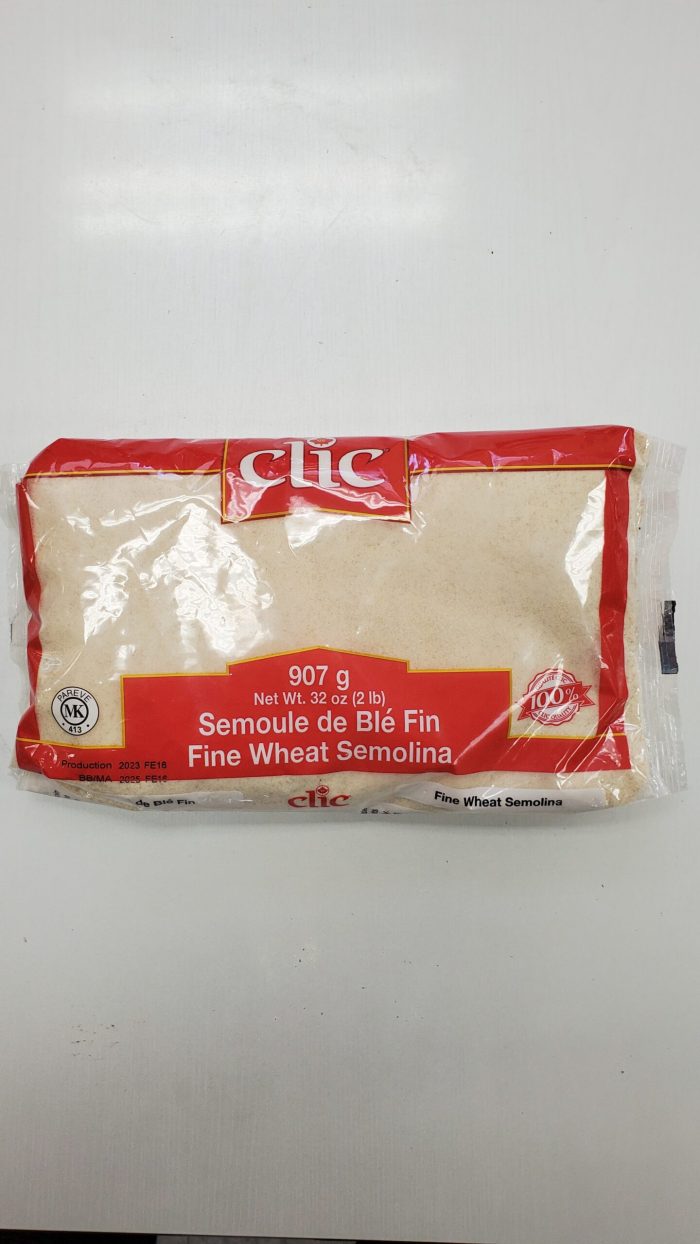 clic
907 g
Net Wt. 32 oz (2 lb)
Semoule de Blé Fin
Fine Wheat Semolina
PAREVE
MK
413
100%
Production 2023 FE16
BB/MA 2025 FE16
de Blé Fin
clic
Fine Wheat Semolina